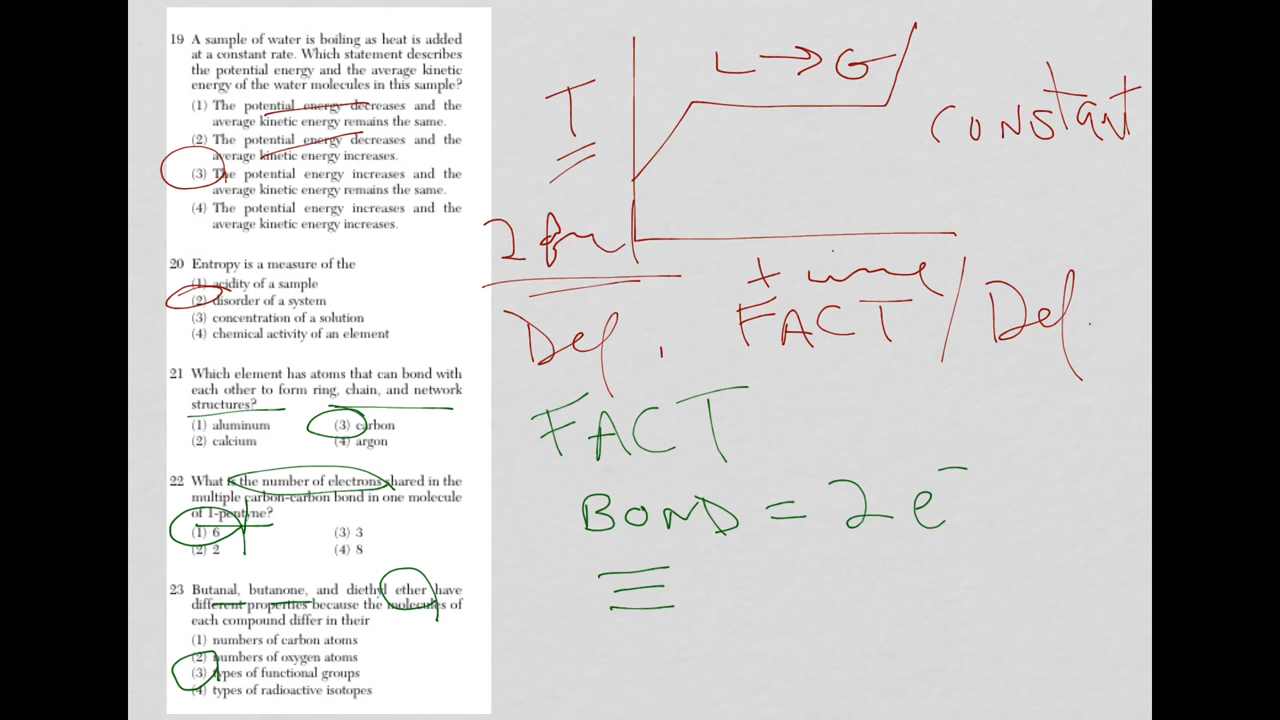 19 A sample of water is boiling as heat is added
at a constant rate. Which statement describes
the potential energy and the average kinetic
energy of the water molecules in this sample?
(1) The potential energy decreases and the
average kinetic energy remains the same.
(2) The potential energy decreases and the
average kinetic energy increases.
(3) The potential energy increases and the
average kinetic energy remains the same.
(4) The potential energy increases and the
average kinetic energy increases.
20 Entropy is a measure of the
(1) acidity of a sample
(2) disorder of a system
(3) concentration of a solution
(4) chemical activity of an element
21 Which element has atoms that can bond with
each other to form ring, chain, and network
structures?
(1) aluminum (3) carbon
(2) calcium (4) argon
22 What is the number of electrons shared in the
multiple carbon-carbon bond in one molecule
of 1-pentyne?
(1) 6 (3) 3
(2) 2 (4) 8
23 Butanal, butanone, and diethyl ether have
different properties because the molecules of
each compound differ in their
(1) numbers of carbon atoms
(2) numbers of oxygen atoms
(3) types of functional groups
(4) types of radioactive isotopes
L → G
T
CONSTANT
2
time
Def. FACT / Def.
FACT
BOND = 2 e⁻